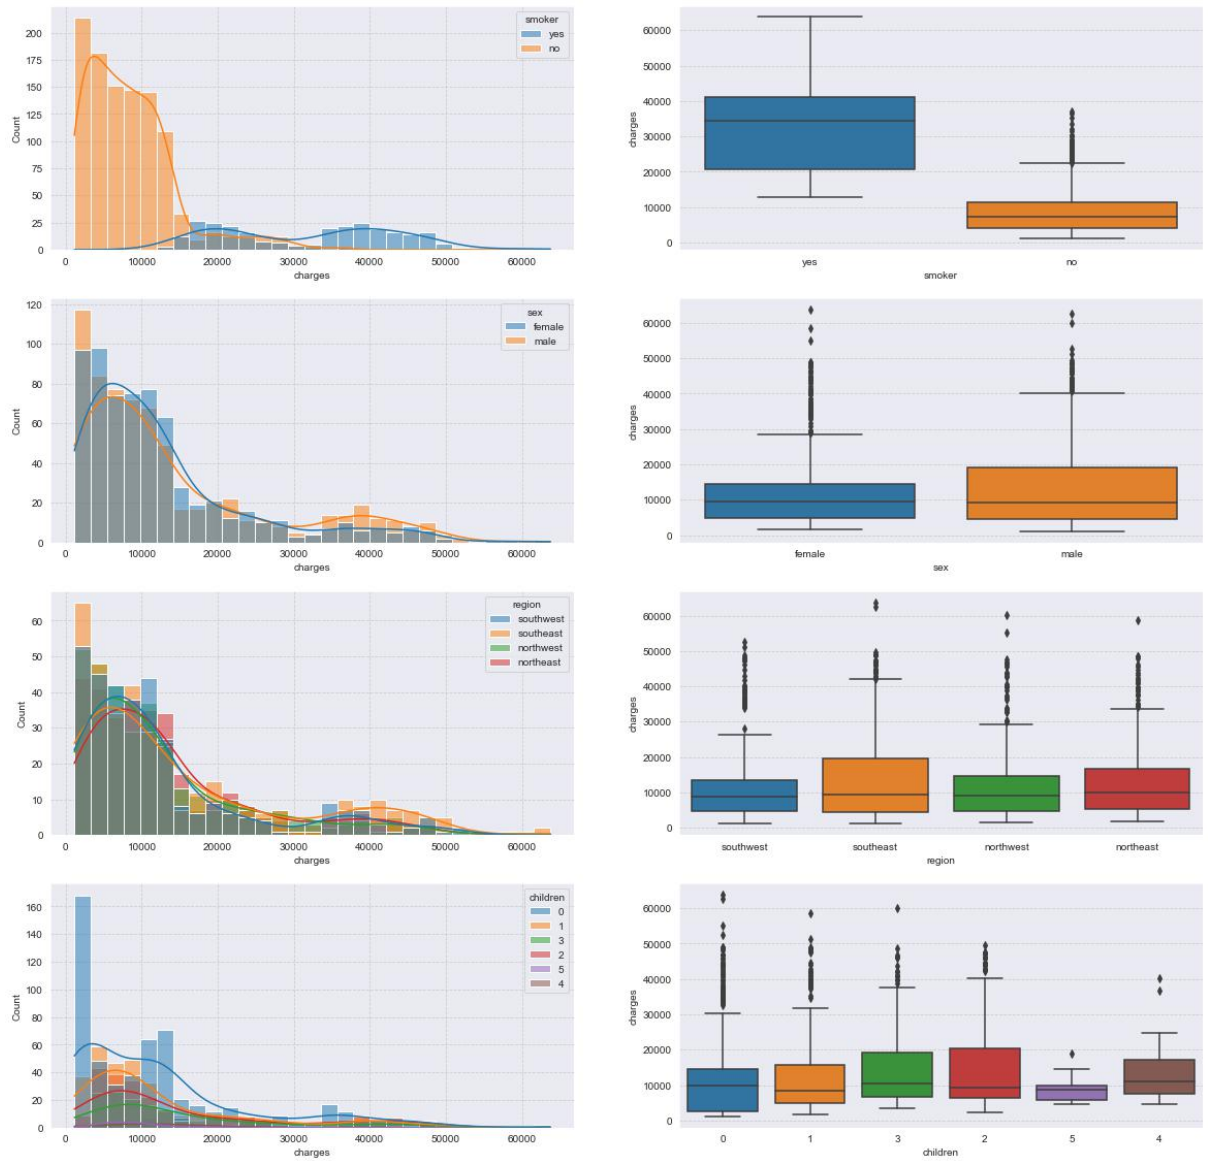 smoker
yes
no
200
175
150
125
100
75
50
25
0
Count
0 10000 20000 30000 40000 50000 60000
charges
60000
50000
40000
30000
20000
10000
0
charges
yes no
smoker
sex
female
male
120
100
80
60
40
20
0
Count
0 10000 20000 30000 40000 50000 60000
charges
60000
50000
40000
30000
20000
10000
0
charges
female male
sex
region
southwest
southeast
northwest
northeast
60
50
40
30
20
10
0
Count
0 10000 20000 30000 40000 50000 60000
charges
60000
50000
40000
30000
20000
10000
0
charges
southwest southeast northwest northeast
region
children
0
1
3
2
5
4
160
140
120
100
80
60
40
20
0
Count
0 10000 20000 30000 40000 50000 60000
charges
60000
50000
40000
30000
20000
10000
0
charges
0 1 3 2 5 4
children